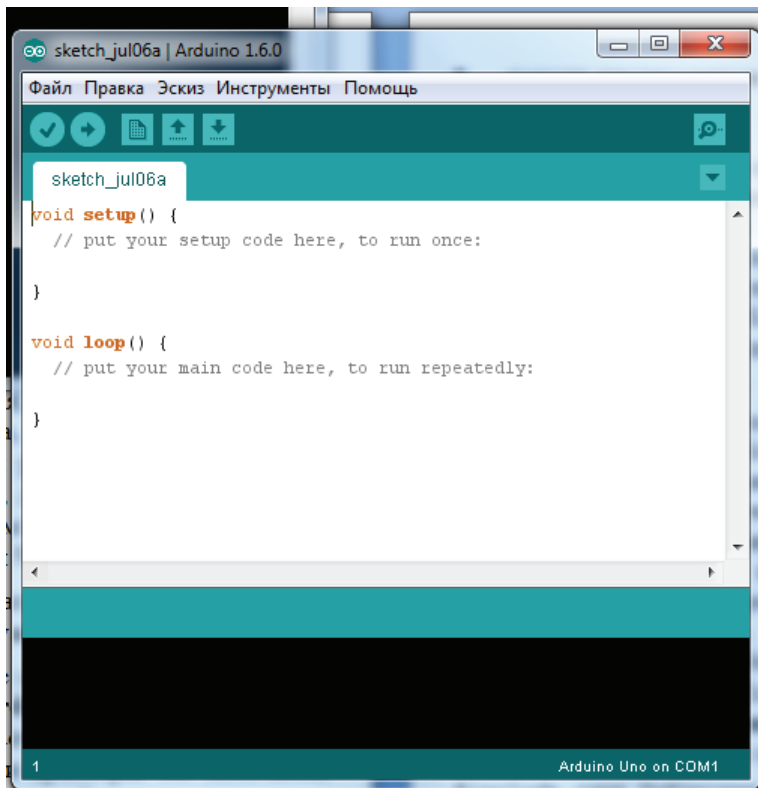 sketch_jul06a | Arduino 1.6.0
Файл Правка Эскиз Инструменты Помощь
sketch_jul06a
void setup() {
  // put your setup code here, to run once:
}
void loop() {
  // put your main code here, to run repeatedly:
}
1 Arduino Uno on COM1